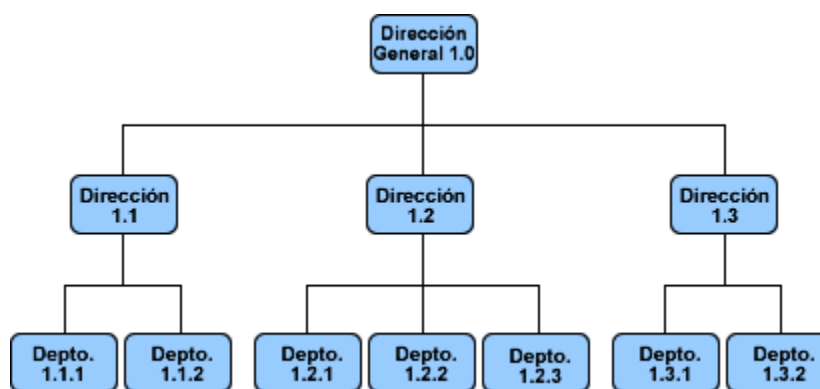 Dirección
General 1.0
Dirección
1.1
Dirección
1.2
Dirección
1.3
Depto.
1.1.1
Depto.
1.1.2
Depto.
1.2.1
Depto.
1.2.2
Depto.
1.2.3
Depto.
1.3.1
Depto.
1.3.2